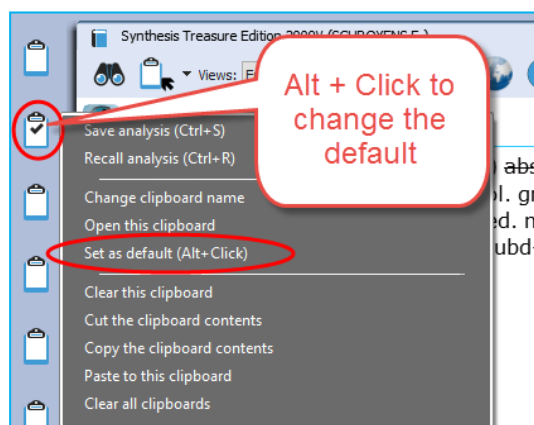 Synthesis Treasure Edition 2009V (SCHROYENS F.)
Views:
Alt + Click to
change the
default
Save analysis (Ctrl+S)
Recall analysis (Ctrl+R)
Change clipboard name
Open this clipboard
Set as default (Alt+Click)
Clear this clipboard
Cut the clipboard contents
Copy the clipboard contents
Paste to this clipboard
Clear all clipboards